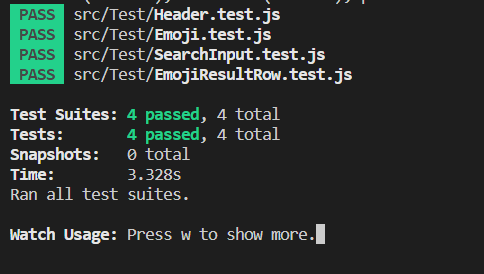 PASS src/Test/Header.test.js
PASS src/Test/Emoji.test.js
PASS src/Test/SearchInput.test.js
PASS src/Test/EmojiResultRow.test.js
Test Suites: 4 passed, 4 total
Tests: 4 passed, 4 total
Snapshots: 0 total
Time: 3.328s
Ran all test suites.
Watch Usage: Press w to show more.